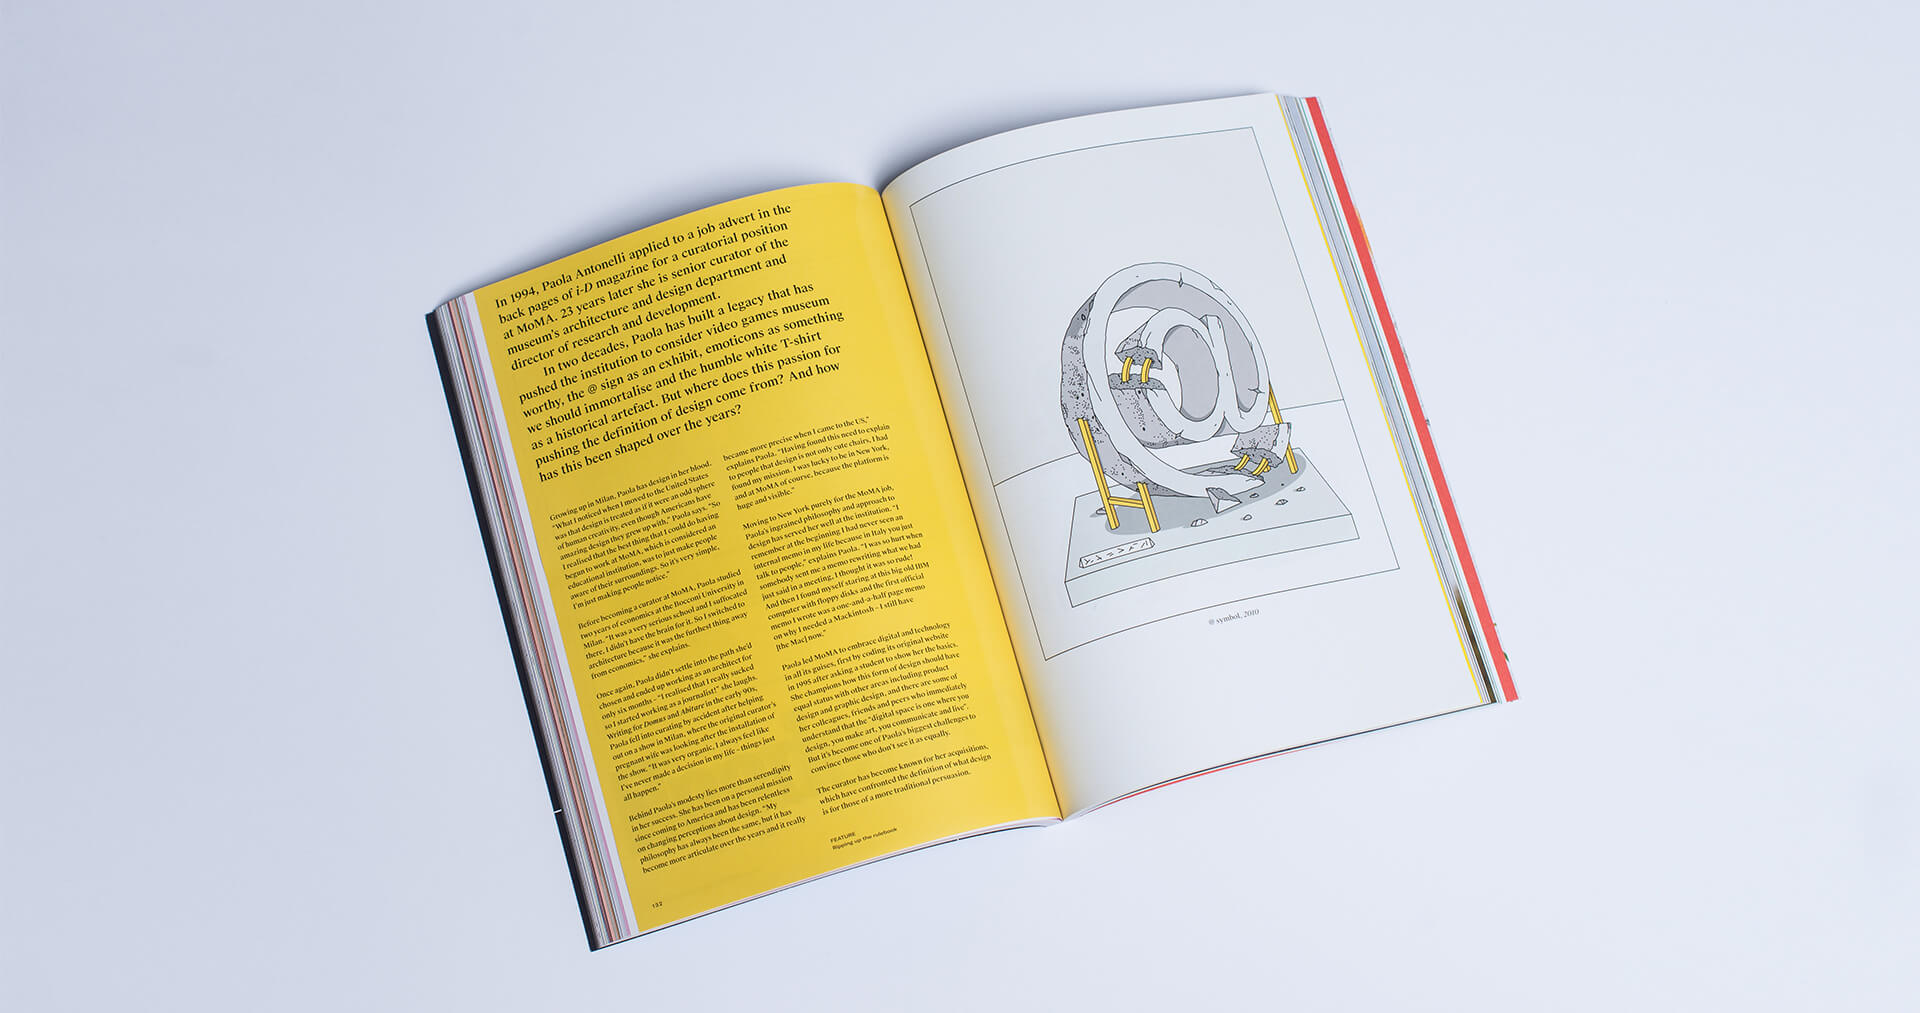 In 1994, Paola Antonelli applied to a job advert in the
back pages of i-D magazine for a curatorial position
at MoMA. 23 years later she is senior curator of the
museum's architecture and design department and
director of research and development.
In two decades, Paola has built a legacy that has
pushed the institution to consider video games museum
worthy, the @ sign as an exhibit, emoticons as something
we should immortalise and the humble white T-shirt
as a historical artefact. But where does this passion for
pushing the definition of design come from? And how
has this been shaped over the years?
Growing up in Milan, Paola has design in her blood.
“What I noticed when I moved to the United States
was that design is treated as if it were an odd sphere
of human creativity, even though Americans have
amazing design they grew up with,” Paola says. “So
I realised that the best thing that I could do having
begun to work at MoMA, which is considered an
educational institution, was to just make people
aware of their surroundings. So it's very simple,
I'm just making people notice.”
Before becoming a curator at MoMA, Paola studied
two years of economics at the Bocconi University in
Milan. “It was a very serious school and I suffocated
there, I didn't have the brain for it. So I switched to
architecture because it was the furthest thing away
from economics,” she explains.
Once again, Paola didn't settle into the path she'd
chosen and ended up working as an architect for
only six months – “I realised that I really sucked
so I started working as a journalist!” she laughs.
Writing for Domus and Abitare in the early 90s,
Paola fell into curating by accident after helping
out on a show in Milan, where the original curator's
pregnant wife was looking after the installation of
the show. “It was very organic, I always feel like
I've never made a decision in my life – things just
all happen.”
Behind Paola's modesty lies more than serendipity
in her success. She has been on a personal mission
since coming to America and has been relentless
on changing perceptions about design. “My
philosophy has always been the same, but it has
become more articulate over the years and it really
became more precise when I came to the US,”
explains Paola. “Having found this need to explain
to people that design is not only cute chairs, I had
found my mission. I was lucky to be in New York,
and at MoMA of course, because the platform is
huge and visible.”
Moving to New York purely for the MoMA job,
Paola's ingrained philosophy and approach to
design has served her well at the institution. “I
remember at the beginning I had never seen an
internal memo in my life because in Italy you just
talk to people,” explains Paola. “I was so hurt when
somebody sent me a memo rewriting what we had
just said in a meeting, I thought it was so rude!
And then I found myself staring at this big old IBM
computer with floppy disks and the first official
memo I wrote was a one-and-a-half page memo
on why I needed a Mackintosh – I still have
[the Mac] now.”
Paola led MoMA to embrace digital and technology
in all its guises, first by coding its original website
in 1995 after asking a student to show her the basics.
She champions how this form of design should have
equal status with other areas including product
design and graphic design, and there are some of
her colleagues, friends and peers who immediately
understand that the “digital space is one where you
design, you make art, you communicate and live”.
But it's become one of Paola's biggest challenges to
convince those who don't see it as equally.
The curator has become known for her acquisitions,
which have confronted the definition of what design
is for those of a more traditional persuasion.
FEATURE
Ripping up the rulebook
132
@ symbol, 2010